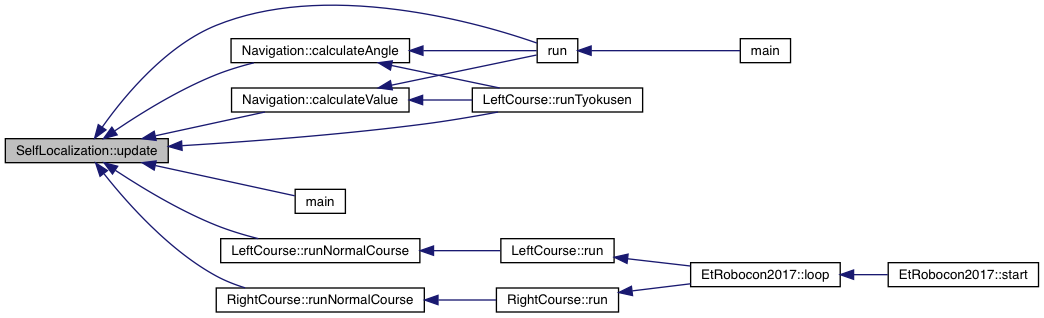 Navigation::calculateAngle
run
main
Navigation::calculateValue
LeftCourse::runTyokusen
SelfLocalization::update
main
LeftCourse::runNormalCourse
LeftCourse::run
EtRobocon2017::loop
EtRobocon2017::start
RightCourse::runNormalCourse
RightCourse::run